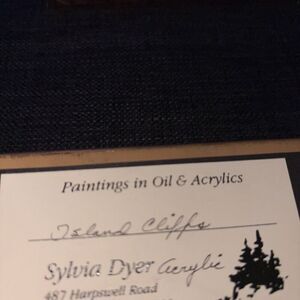 Paintings in Oil & Acrylics
Island Cliffs
Sylvia Dyer acrylic
487 Harpswell Road